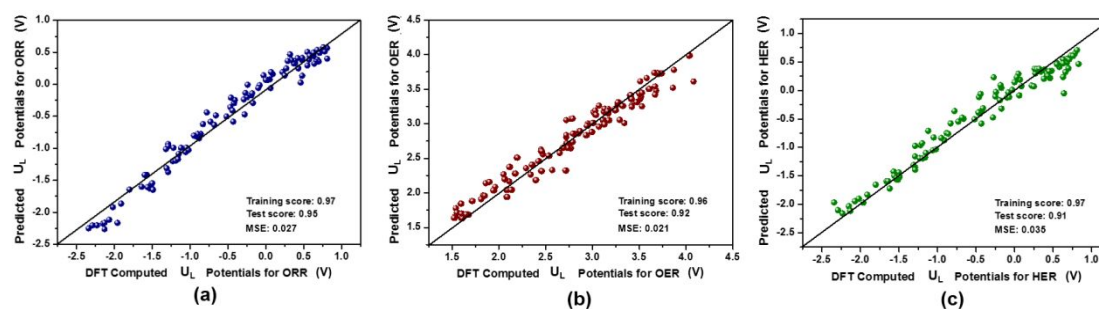 Predicted U_L Potentials for ORR (V)
1.0
0.5
0.0
-0.5
-1.0
-1.5
-2.0
-2.5
Training score: 0.97
Test score: 0.95
MSE: 0.027
-2.5 -2.0 -1.5 -1.0 -0.5 0.0 0.5 1.0
DFT Computed U_L Potentials for ORR (V)
(a)
Predicted U_L Potentials for OER (V)
4.5
4.0
3.5
3.0
2.5
2.0
1.5
Training score: 0.96
Test score: 0.92
MSE: 0.021
1.5 2.0 2.5 3.0 3.5 4.0 4.5
DFT Computed U_L Potentials for OER (V)
(b)
Predicted U_L Potentials for HER (V)
1.0
0.5
0.0
-0.5
-1.0
-1.5
-2.0
-2.5
Training score: 0.97
Test score: 0.91
MSE: 0.035
-2.5 -2.0 -1.5 -1.0 -0.5 0.0 0.5 1.0
DFT Computed U_L Potentials for HER (V)
(c)